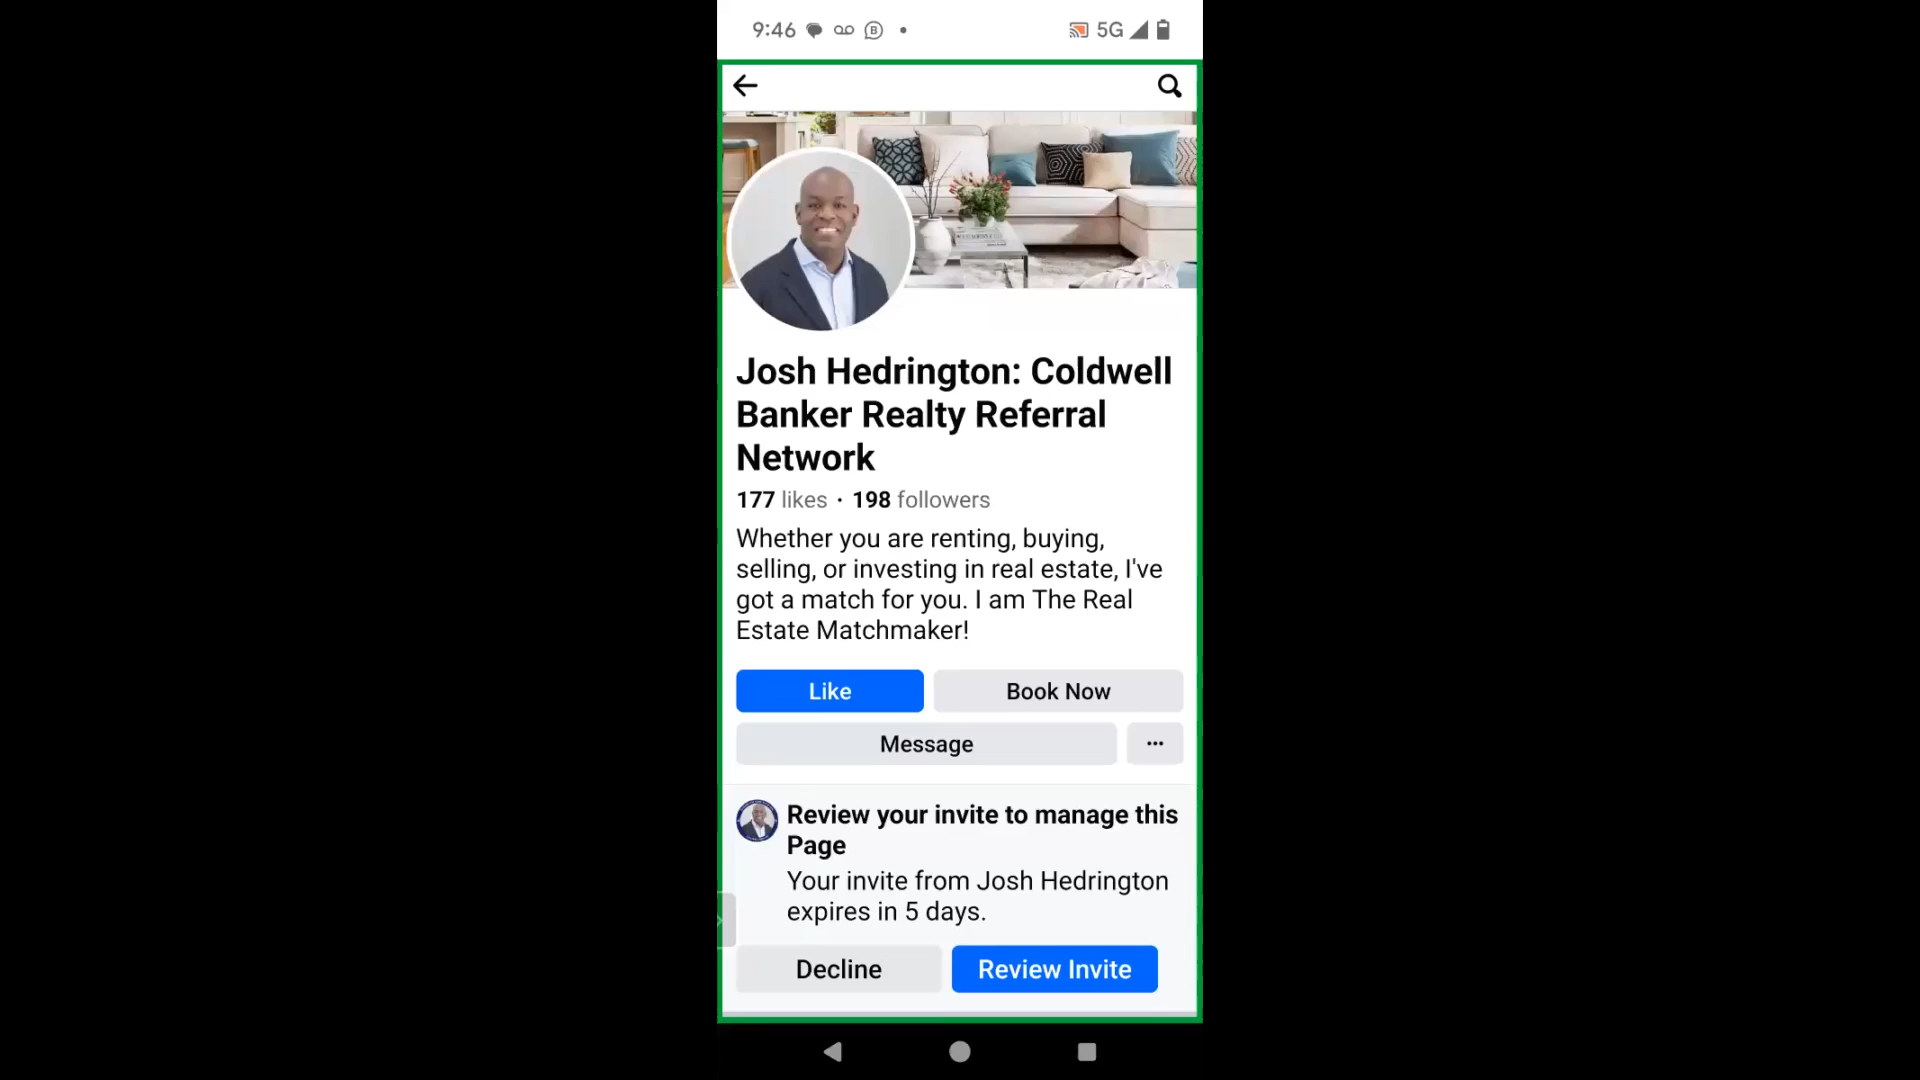 9:46
5G
Josh Hedrington: Coldwell
Banker Realty Referral
Network
177 likes · 198 followers
Whether you are renting, buying,
selling, or investing in real estate, I've
got a match for you. I am The Real
Estate Matchmaker!
Like
Book Now
Message
Review your invite to manage this
Page
Your invite from Josh Hedrington
expires in 5 days.
Decline
Review Invite